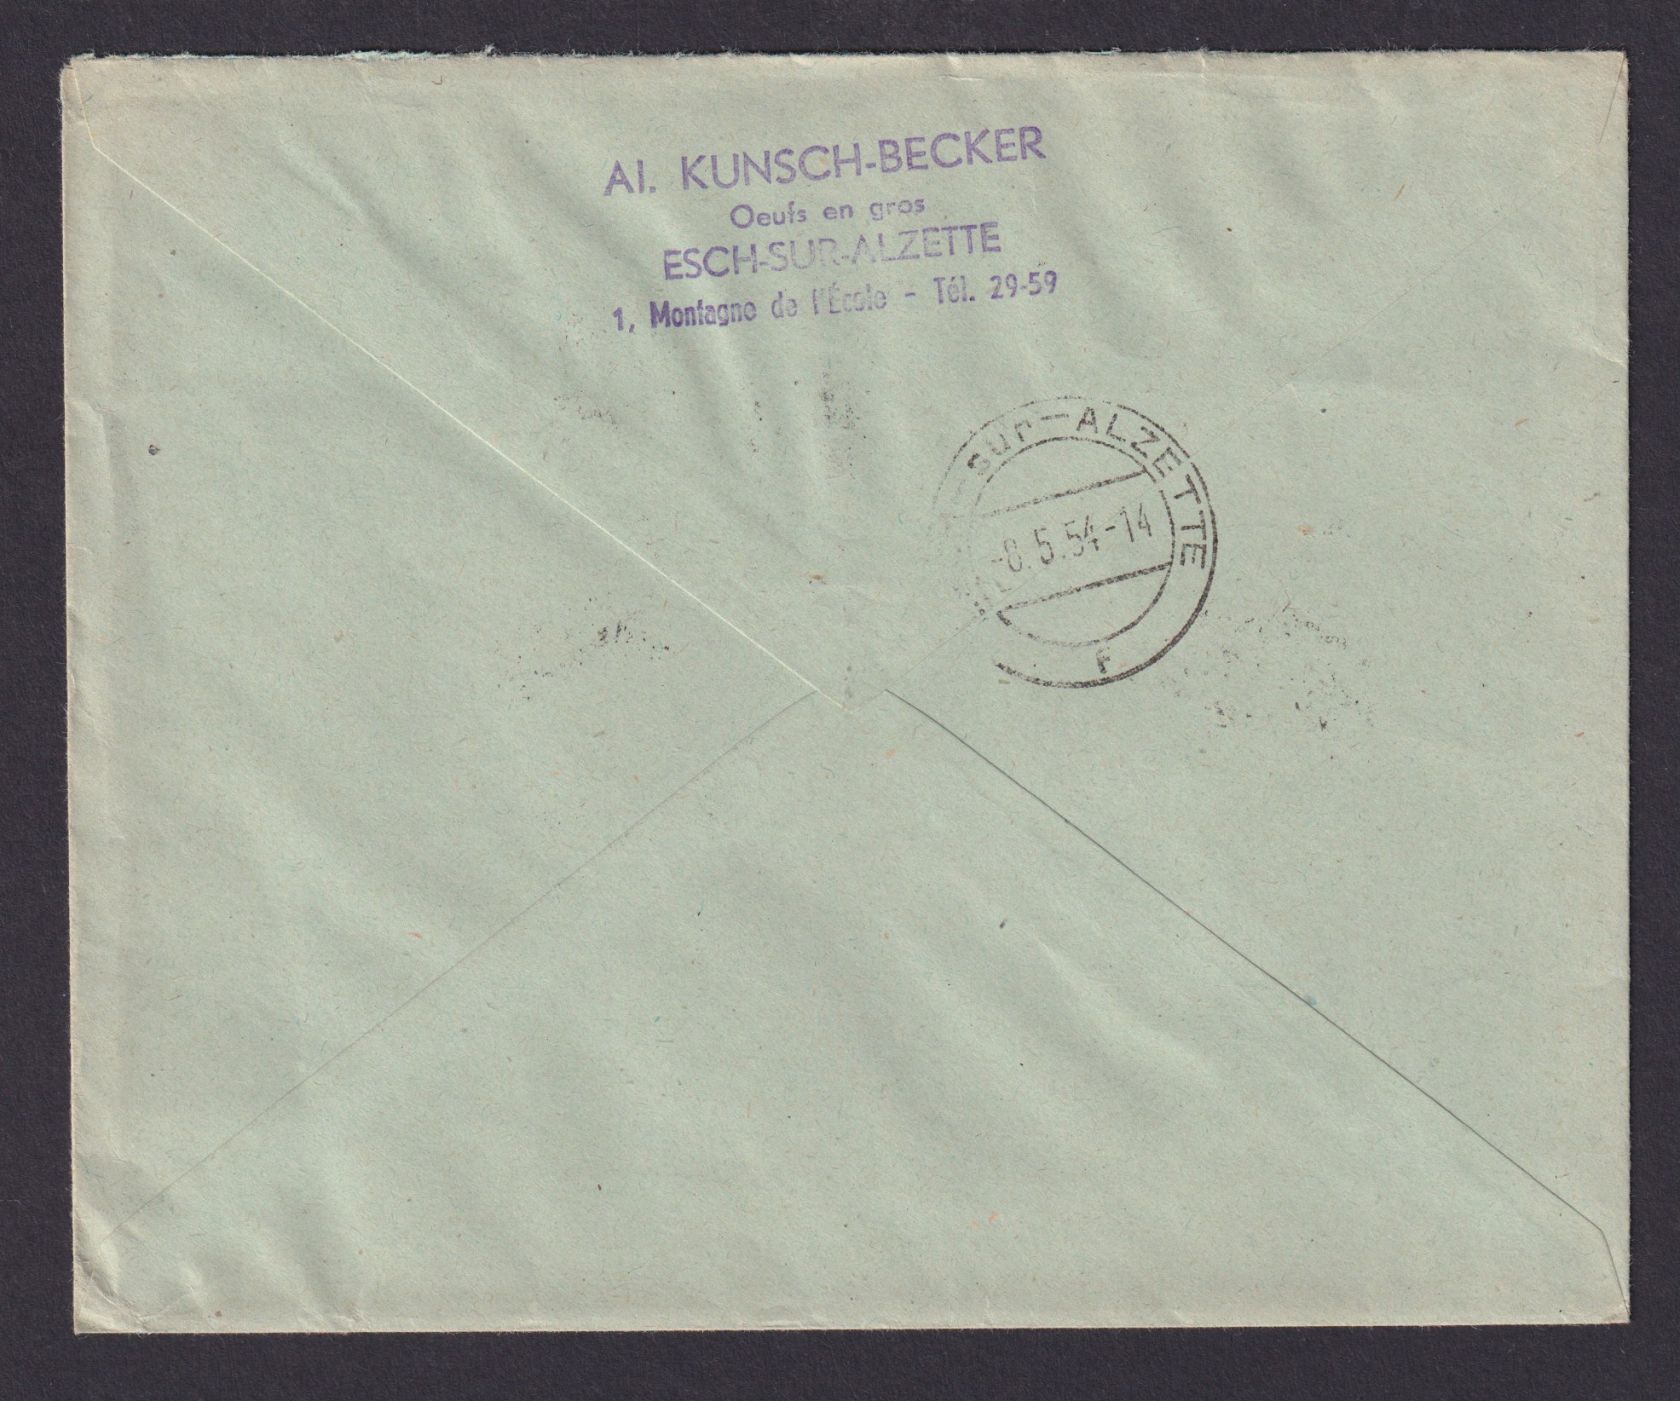 Al. KUNSCH-BECKER
Oeufs en gros
ESCH-SUR-ALZETTE
1, Montagne de l'École - Tél. 29-59
-sur-ALZETTE
-8.5.54-14
F